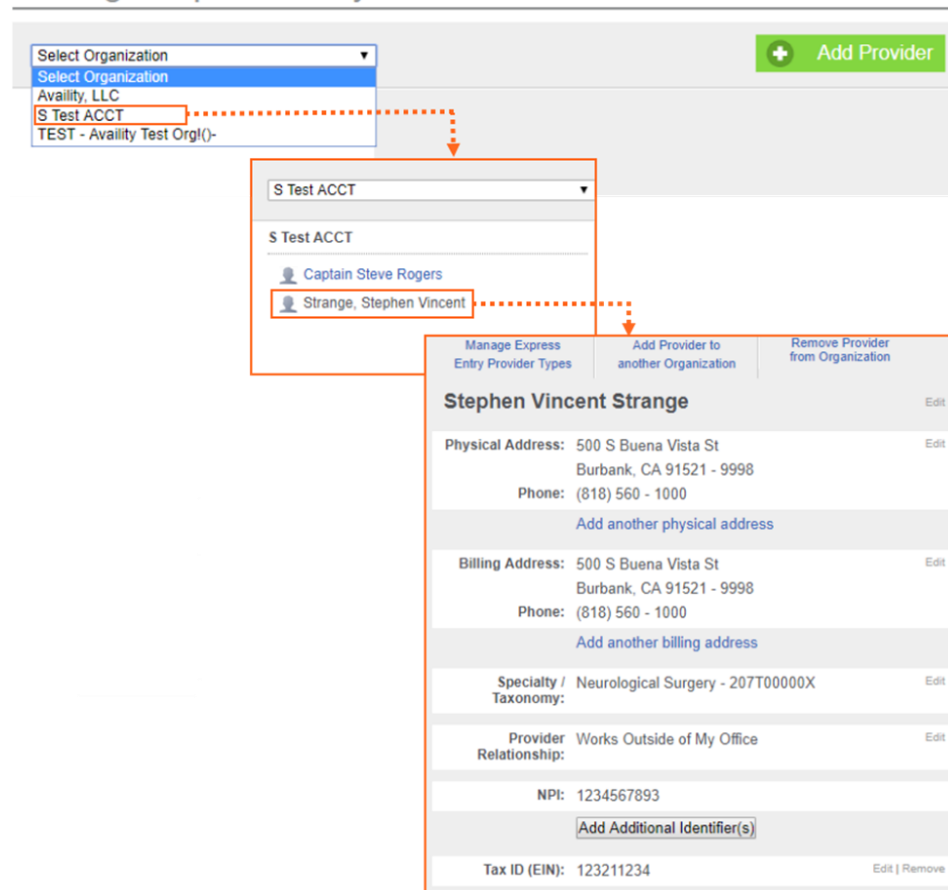 Select Organization
Add Provider
Select Organization
Availity, LLC
S Test ACCT
TEST - Availity Test Org!()-
S Test ACCT
S Test ACCT
Captain Steve Rogers
Strange, Stephen Vincent
Manage Express Entry Provider Types
Add Provider to another Organization
Remove Provider from Organization
Stephen Vincent Strange Edit
Physical Address: 500 S Buena Vista St Edit
Burbank, CA 91521 - 9998
Phone: (818) 560 - 1000
Add another physical address
Billing Address: 500 S Buena Vista St Edit
Burbank, CA 91521 - 9998
Phone: (818) 560 - 1000
Add another billing address
Specialty / Taxonomy: Neurological Surgery - 207T00000X Edit
Provider Relationship: Works Outside of My Office Edit
NPI: 1234567893
Add Additional Identifier(s)
Tax ID (EIN): 123211234 Edit | Remove